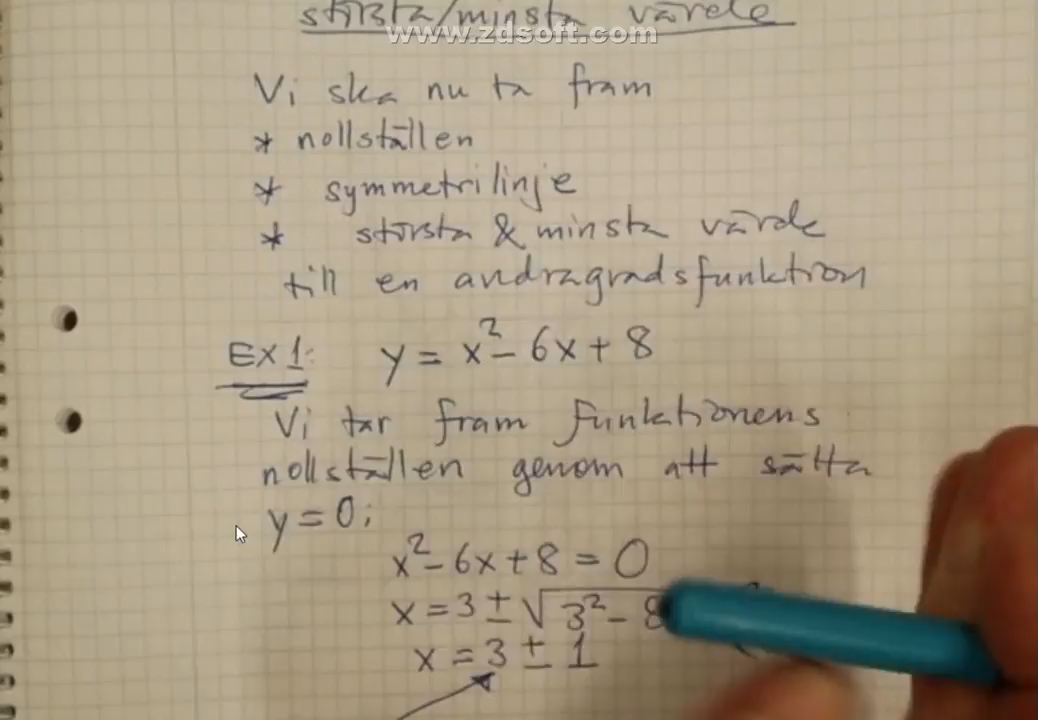 största/minsta värde
www.zdsoft.com
Vi ska nu ta fram
* nollställen
* symmetrilinje
* största & minsta värde
till en andragradsfunktion
EX 1: y = x² - 6x + 8
Vi tar fram funktionens
nollställen genom att sätta
y = 0;
x² - 6x + 8 = 0
x = 3 ± √3² - 8
x = 3 ± 1